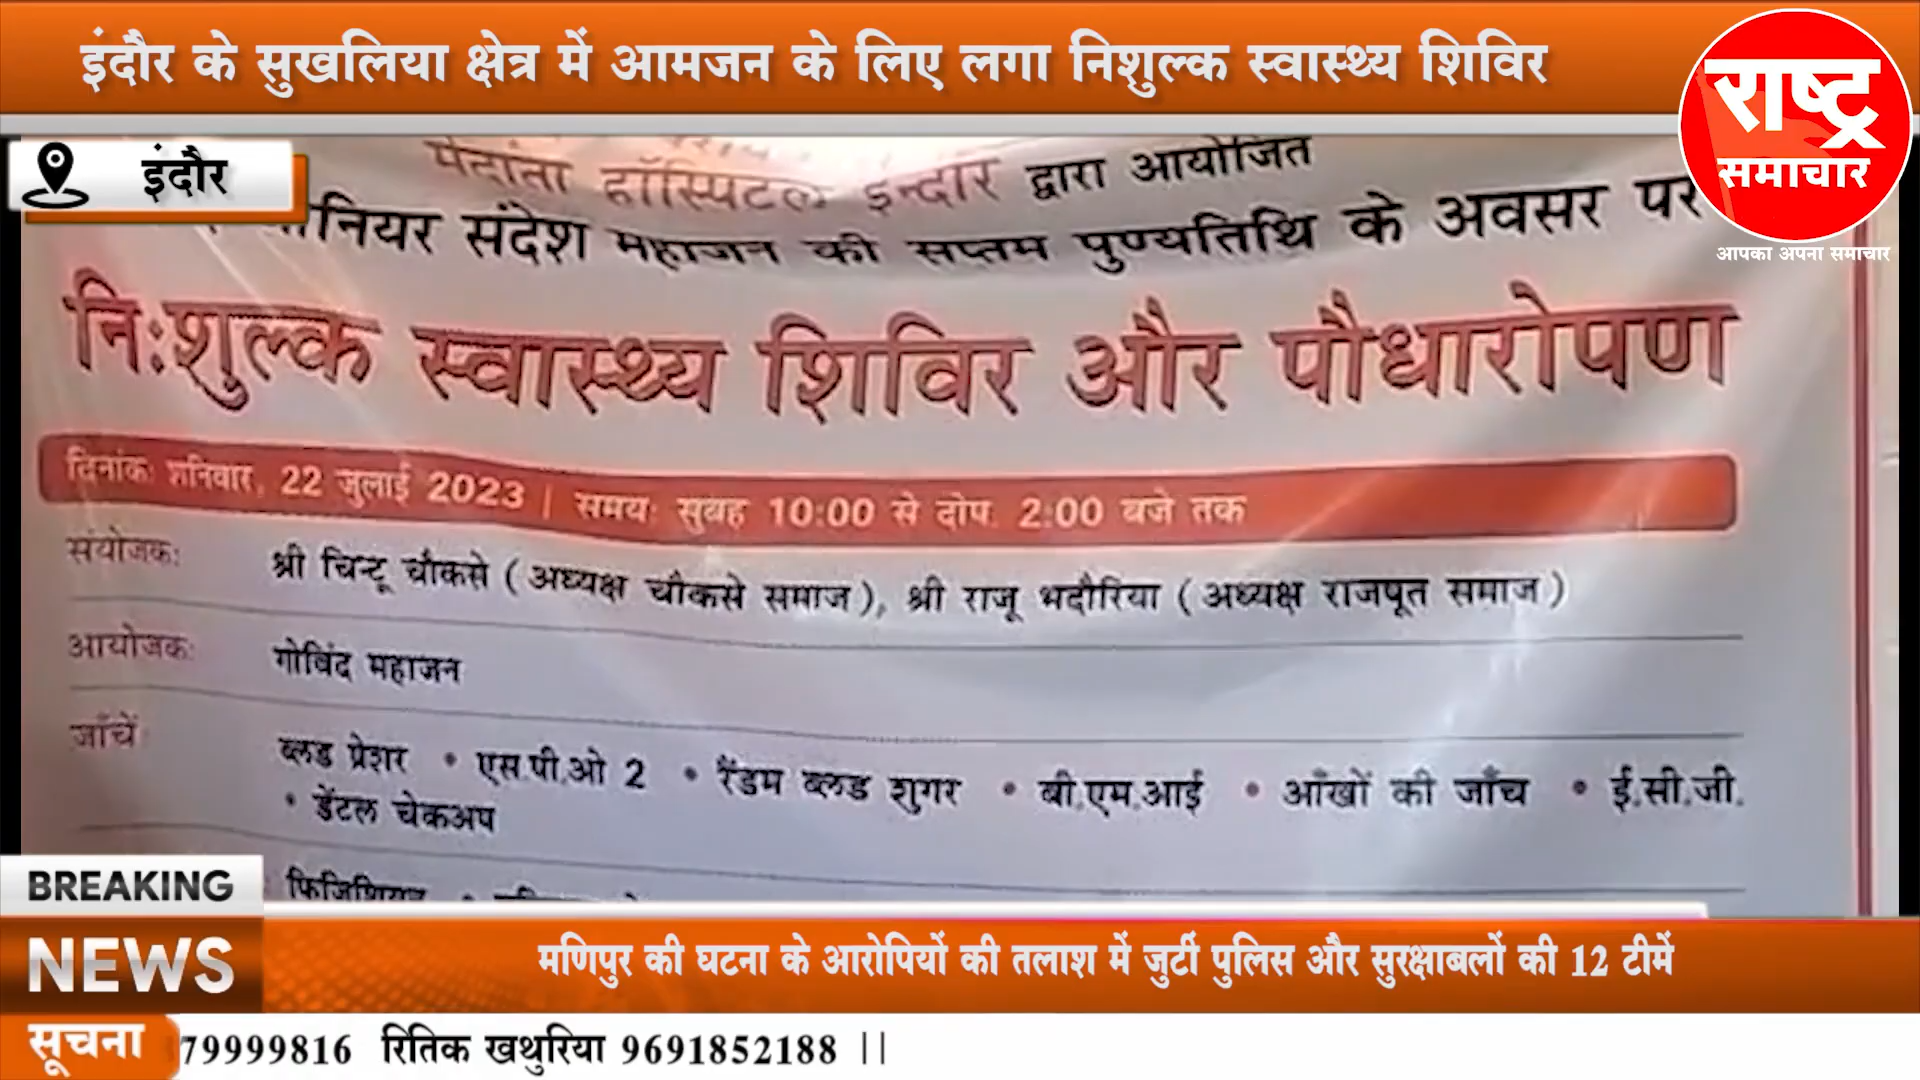 इंदौर के सुखलिया क्षेत्र में आमजन के लिए लगा निशुल्क स्वास्थ्य शिविर
राष्ट्र
समाचार
आपका अपना समाचार
इंदौर
मेदांता हॉस्पिटल इन्दौर द्वारा आयोजित
संदेश महाजन की सप्तम पुण्यतिथि के अवसर पर
नि:शुल्क स्वास्थ्य शिविर और पौधारोपण
दिनांक: शनिवार, 22 जुलाई 2023 | समय: सुबह 10:00 से दोप. 2:00 बजे तक
संयोजक: श्री चिन्टू चौकसे (अध्यक्ष चौकसे समाज), श्री राजू भदौरिया (अध्यक्ष राजपूत समाज)
आयोजक: गोविंद महाजन
जाँचें ब्लड प्रेशर • एस.पी.ओ 2 • रैंडम ब्लड शुगर • बी.एम.आई • आँखों की जाँच • ई.सी.जी.
• डेंटल चेकअप
फिजिशियन
BREAKING
NEWS
मणिपुर की घटना के आरोपियों की तलाश में जुटीं पुलिस और सुरक्षाबलों की 12 टीमें
सूचना
79999816 रितिक खथुरिया 9691852188 ||